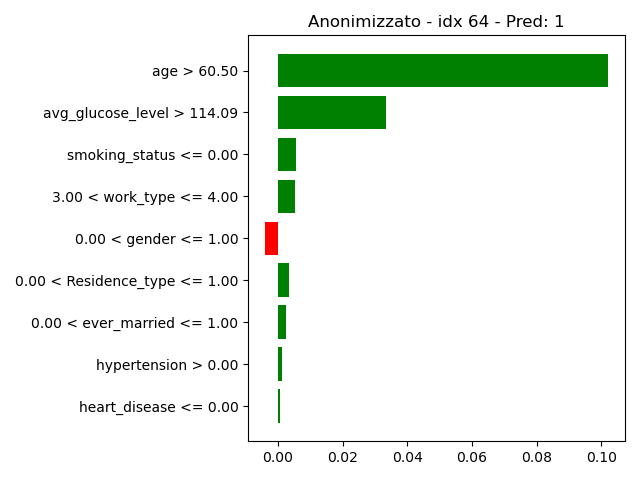 Anonimizzato - idx 64 - Pred: 1
age > 60.50
avg_glucose_level > 114.09
smoking_status <= 0.00
3.00 < work_type <= 4.00
0.00 < gender <= 1.00
0.00 < Residence_type <= 1.00
0.00 < ever_married <= 1.00
hypertension > 0.00
heart_disease <= 0.00
0.00 0.02 0.04 0.06 0.08 0.10